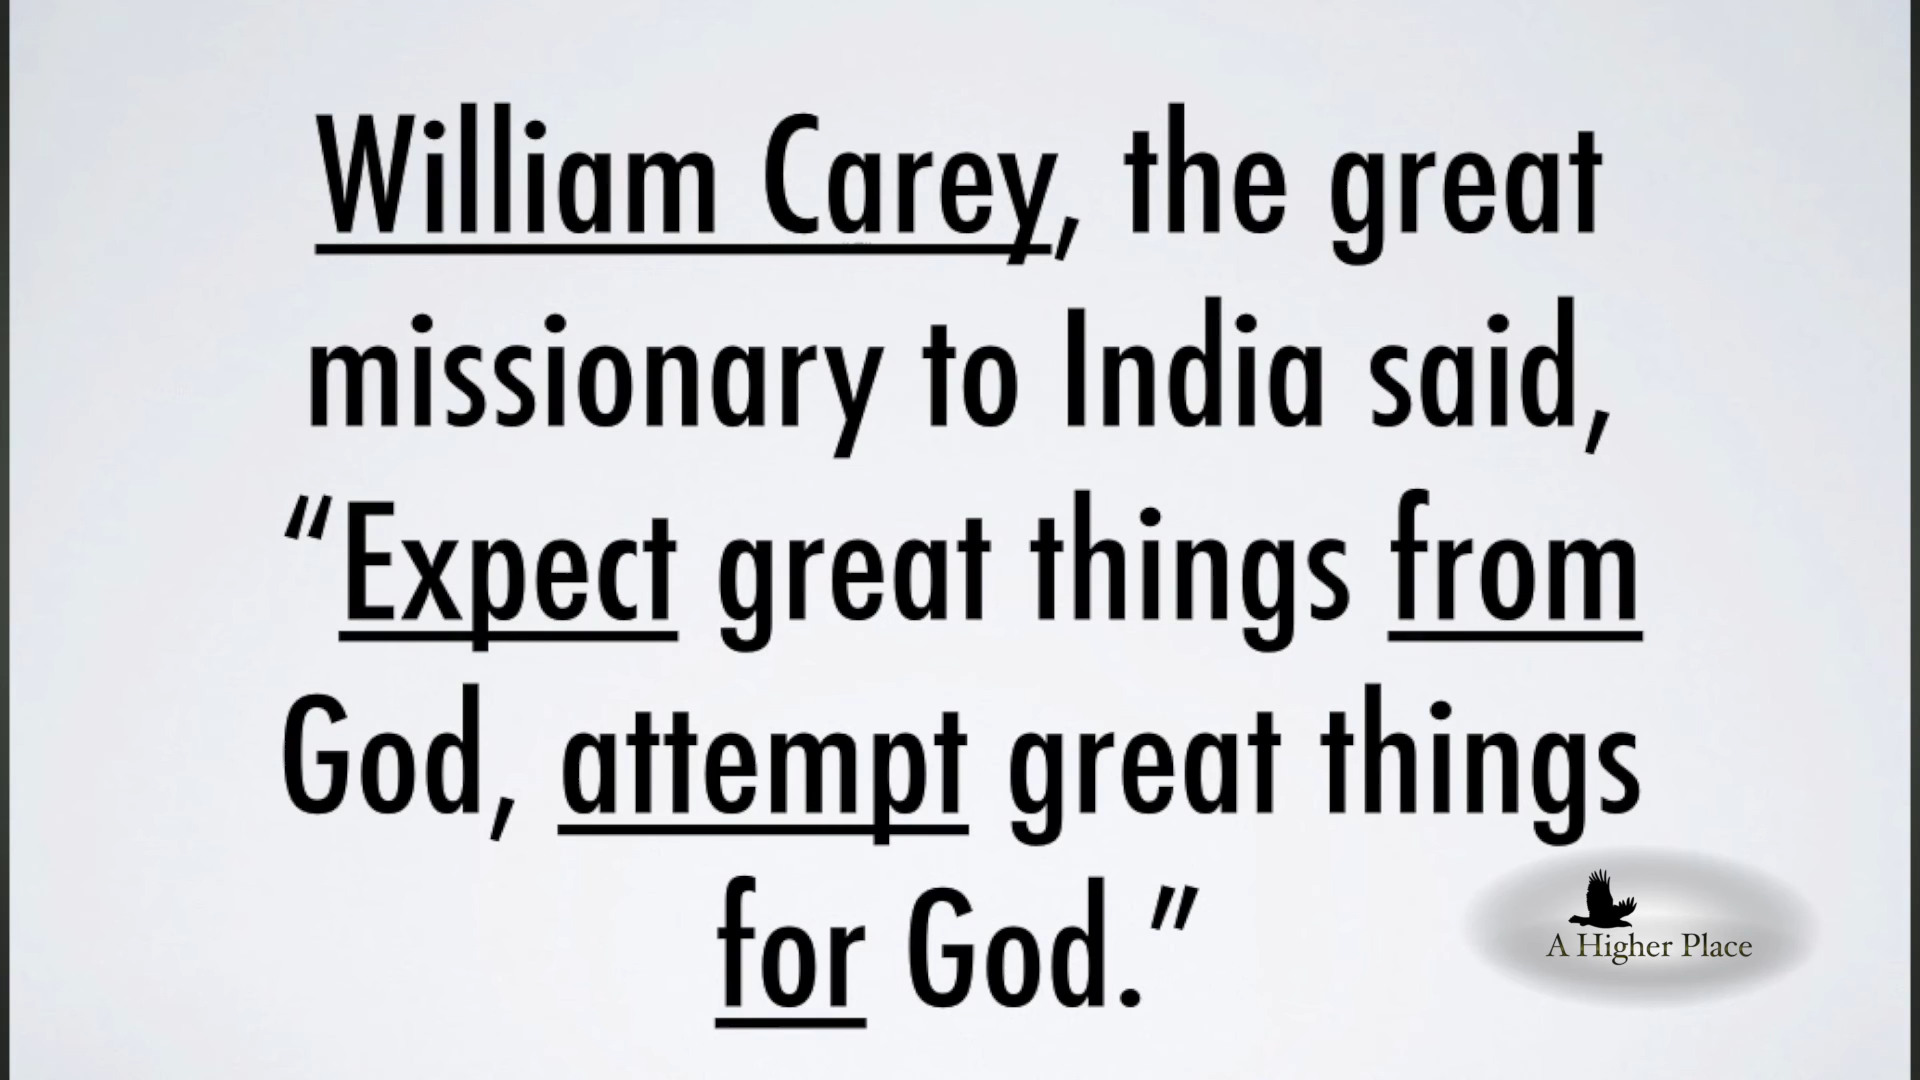 William Carey, the great
missionary to India said,
“Expect great things from
God, attempt great things
for God.”
A Higher Place